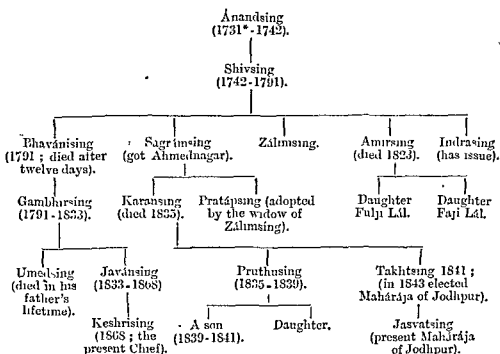 Ánandsing
(1731*-1742).
Shivsing
(1742-1791).
Bhavánising
(1791 ; died after
twelve days).
Sagrámsing
(got Ahmednagar).
Zálimsing.
Amirsing
(died 1823).
Indrasing
(has issue).
Gambhirsing
(1791-1833).
Karansing
(died 1835).
Pratápsing (adopted
by the widow of
Zálimsing).
Daughter
Fulji Lál.
Daughter
Faji Lál.
Umedsing
(died in his
father's
lifetime).
Javánsing
(1833-1868)
Pruthusing
(1835-1839).
Takhtsing 1841 ;
(in 1843 elected
Mahárája of Jodhpur).
Keshrising
(1868 ; the
present Chief).
A son
(1839-1841).
Daughter.
Jasvatsing
(present Mahárája
of Jodhpur).